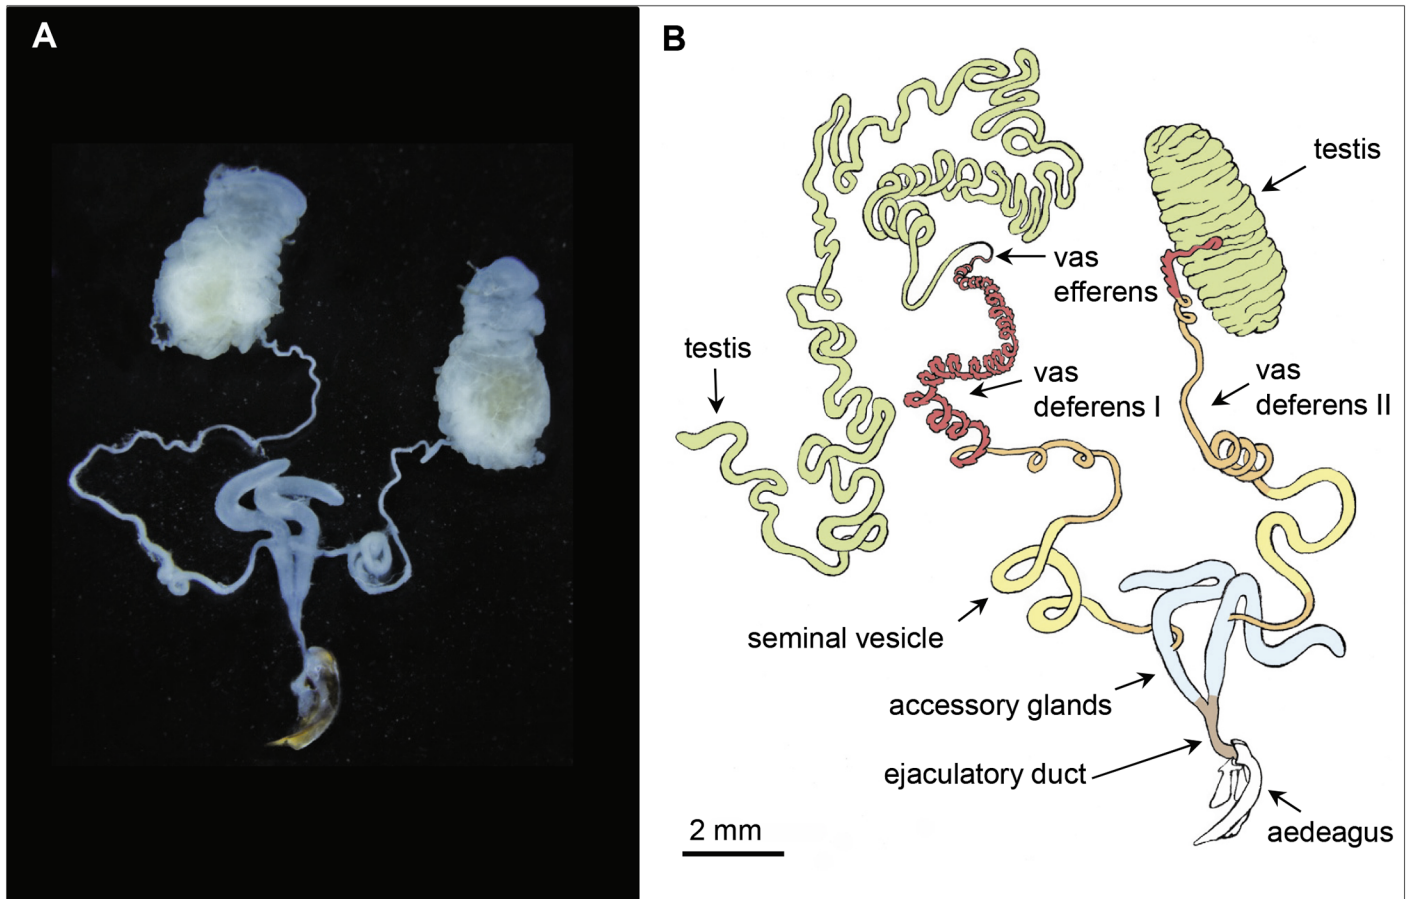 A
B
testis
vas
efferens
testis
vas
deferens I
vas
deferens II
seminal vesicle
accessory glands
ejaculatory duct
2 mm
aedeagus